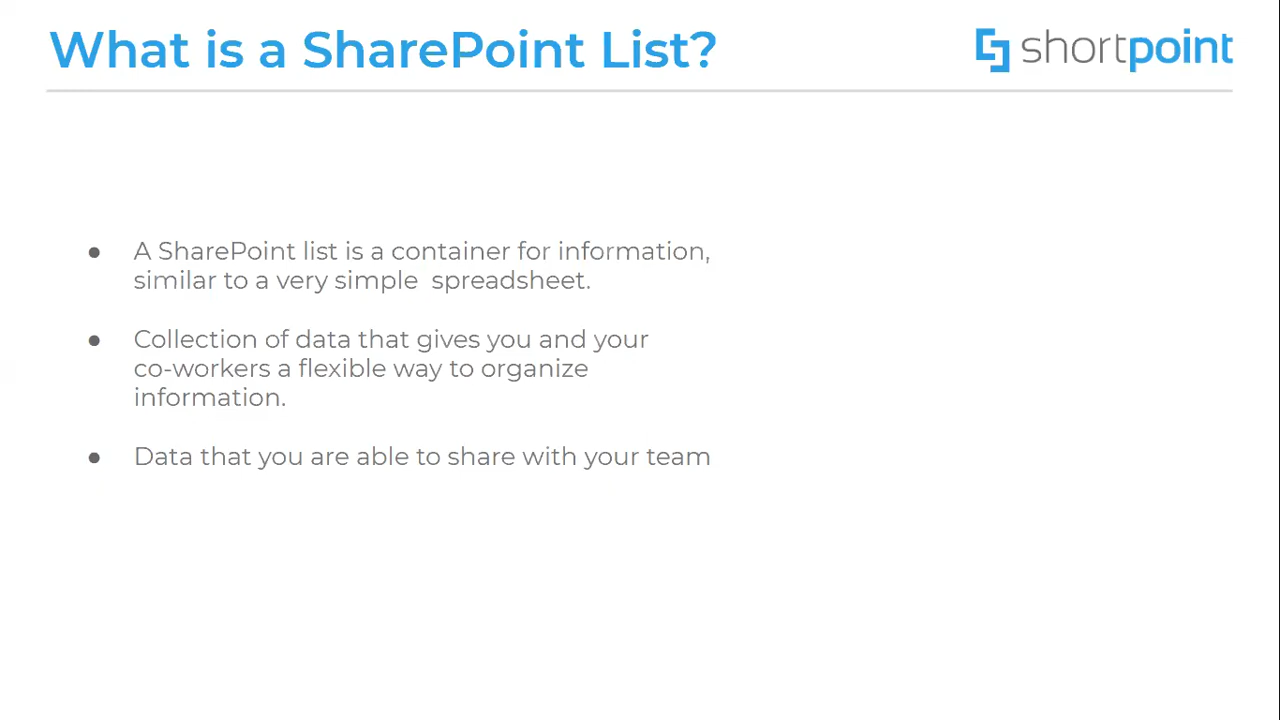 What is a SharePoint List?
shortpoint
● A SharePoint list is a container for information,
similar to a very simple  spreadsheet.
● Collection of data that gives you and your
co-workers a flexible way to organize
information.
● Data that you are able to share with your team